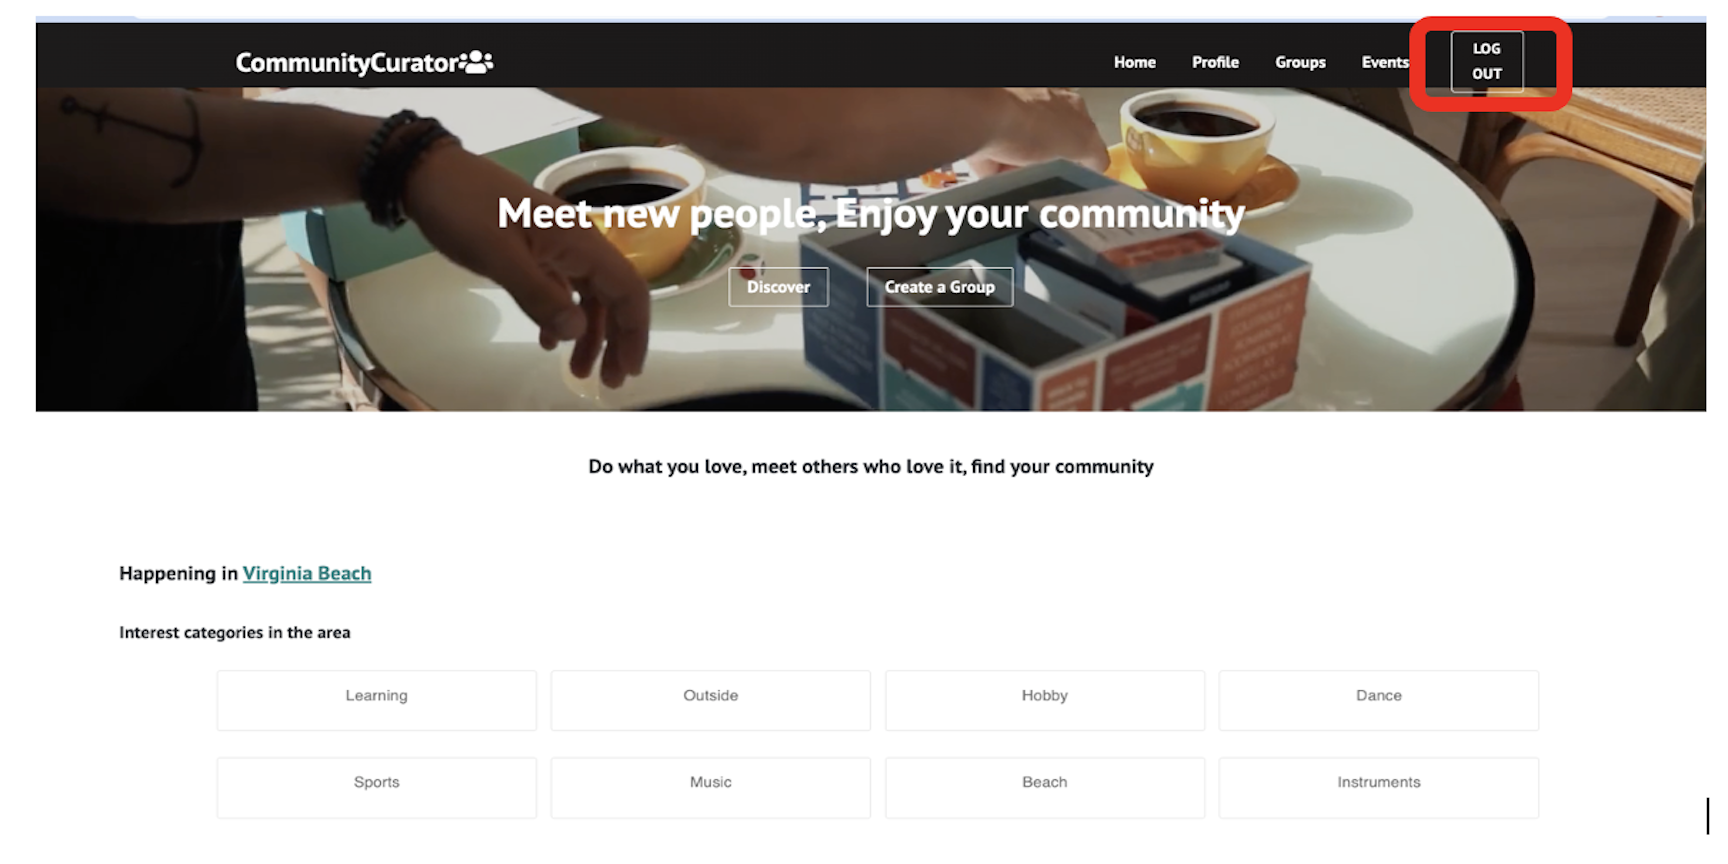 CommunityCurator
Home Profile Groups Events
LOG
OUT
Meet new people, Enjoy your community
Discover Create a Group
Do what you love, meet others who love it, find your community
Happening in Virginia Beach
Interest categories in the area
Learning Outside Hobby Dance
Sports Music Beach Instruments